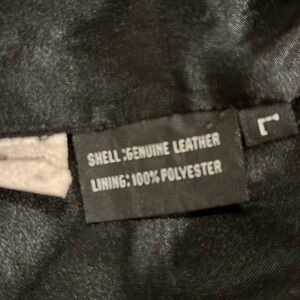 SHELL:GENUINE LEATHER
LINING:100% POLYESTER
L